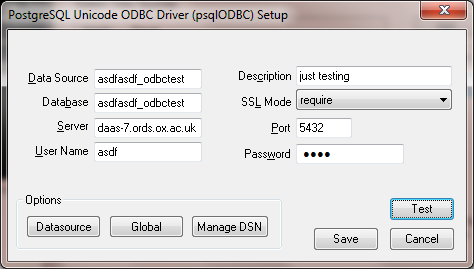 PostgreSQL Unicode ODBC Driver (psqlODBC) Setup
Data Source asdfasdf_odbctest Description just testing
Database asdfasdf_odbctest SSL Mode require
Server daas-7.ords.ox.ac.uk Port 5432
User Name asdf Password ••••
Options
Datasource Global Manage DSN
Test
Save Cancel